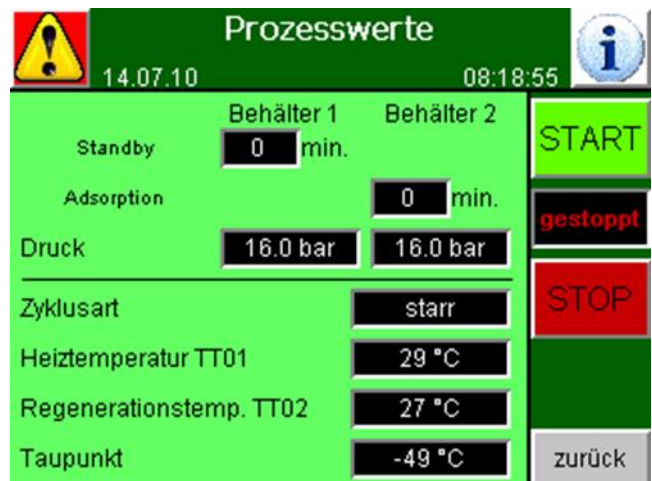 Prozesswerte
14.07.10 08:18:55
Behälter 1 Behälter 2
Standby 0 min.
START
Adsorption 0 min.
gestoppt
Druck 16.0 bar 16.0 bar
Zyklusart starr
STOP
Heiztemperatur TT01 29 °C
Regenerationstemp. TT02 27 °C
Taupunkt -49 °C
zurück